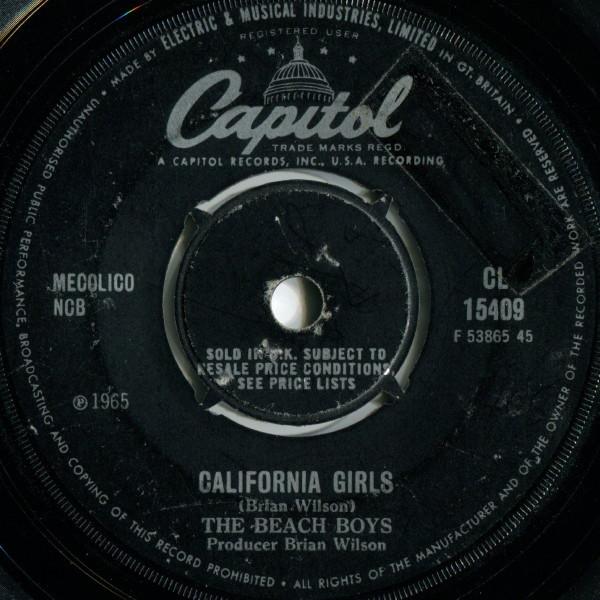 MADE BY ELECTRIC & MUSICAL INDUSTRIES, LIMITED IN GT. BRITAIN • ALL RIGHTS OF THE MANUFACTURER AND OF THE OWNER OF THE RECORDED WORK ARE RESERVED •
UNAUTHORISED PUBLIC PERFORMANCE, BROADCASTING AND COPYING OF THIS RECORD PROHIBITED •
REGISTERED USER
Capitol
TRADE MARKS REGD.
A CAPITOL RECORDS, INC., U.S.A. RECORDING
MECOLICO
NCB
CL
15409
F 53865 45
SOLD IN U.K. SUBJECT TO
RESALE PRICE CONDITIONS,
SEE PRICE LISTS
℗ 1965
CALIFORNIA GIRLS
(Brian Wilson)
THE BEACH BOYS
Producer Brian Wilson